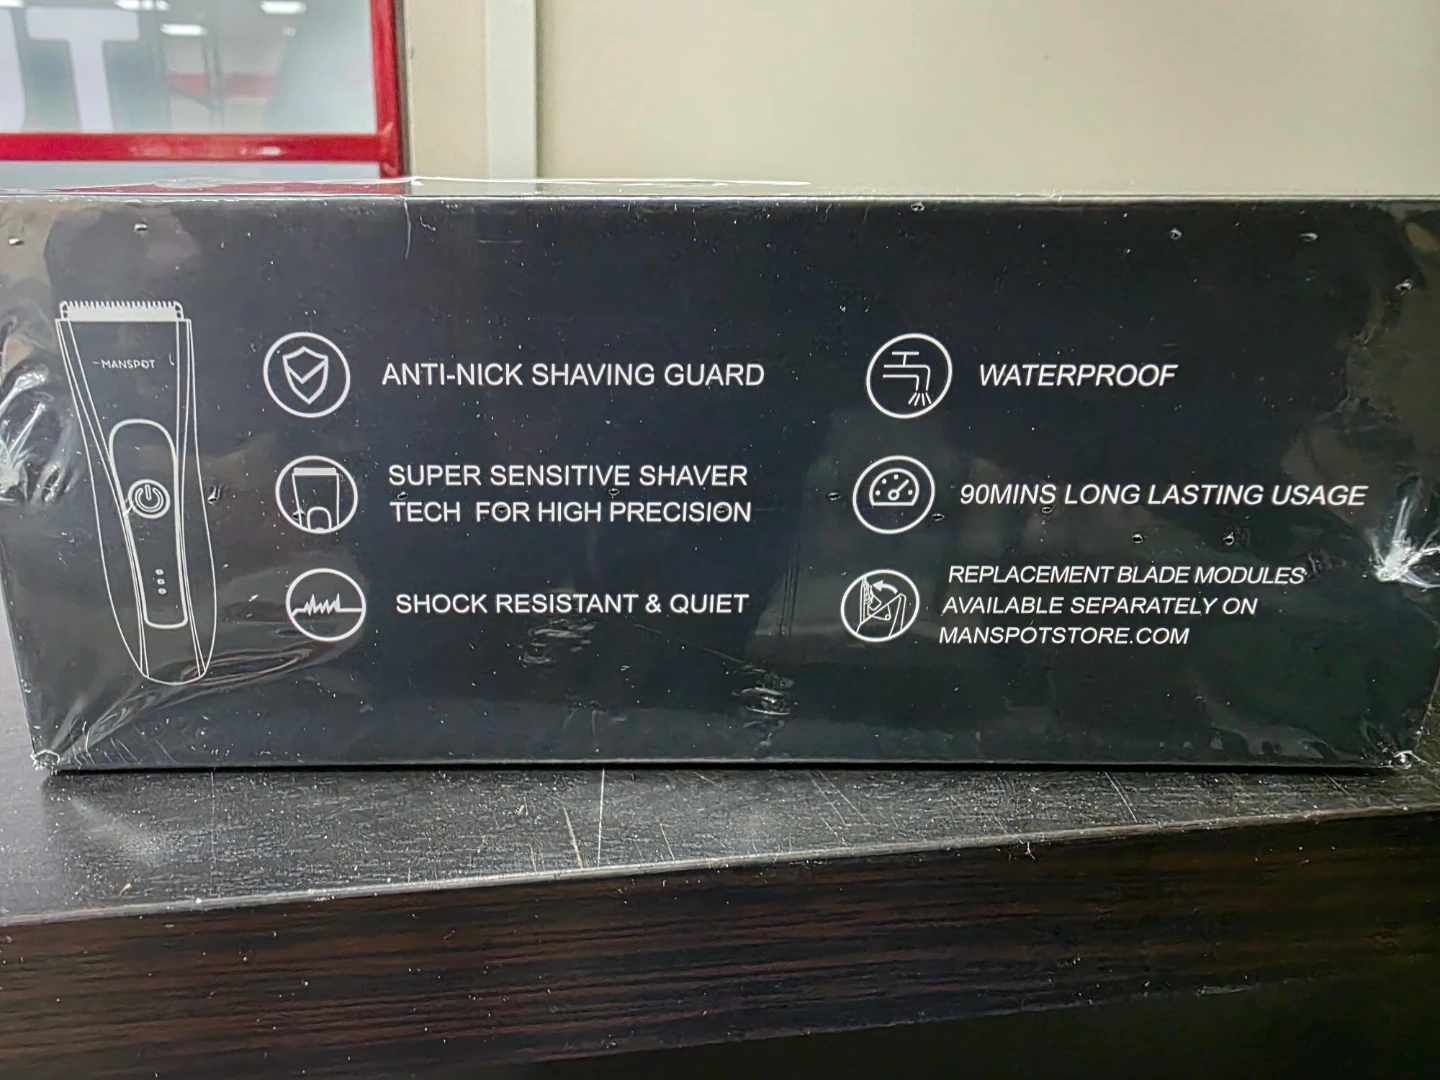 UT
MANSPOT
ANTI-NICK SHAVING GUARD
SUPER SENSITIVE SHAVER
TECH FOR HIGH PRECISION
SHOCK RESISTANT & QUIET
WATERPROOF
90MINS LONG LASTING USAGE
REPLACEMENT BLADE MODULES
AVAILABLE SEPARATELY ON
MANSPOTSTORE.COM